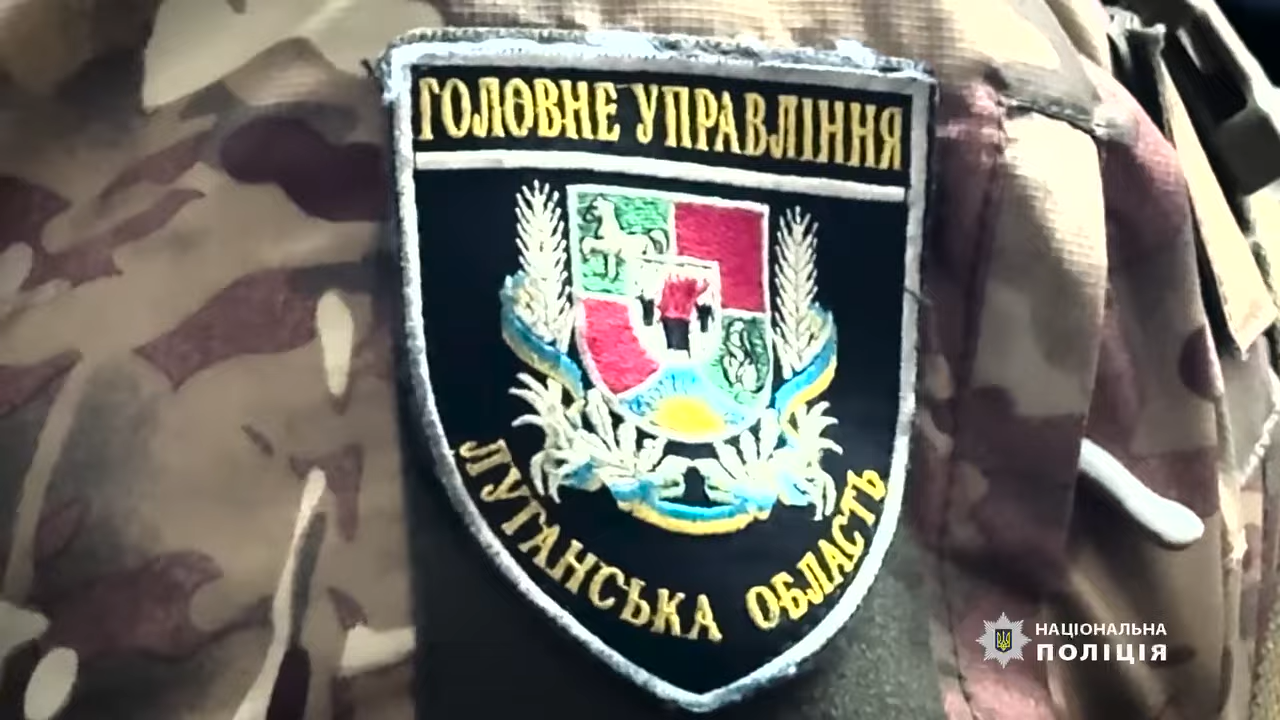 ГОЛОВНЕ УПРАВЛІННЯ
ЛУГАНСЬКА ОБЛАСТЬ
НАЦІОНАЛЬНА
ПОЛІЦІЯ